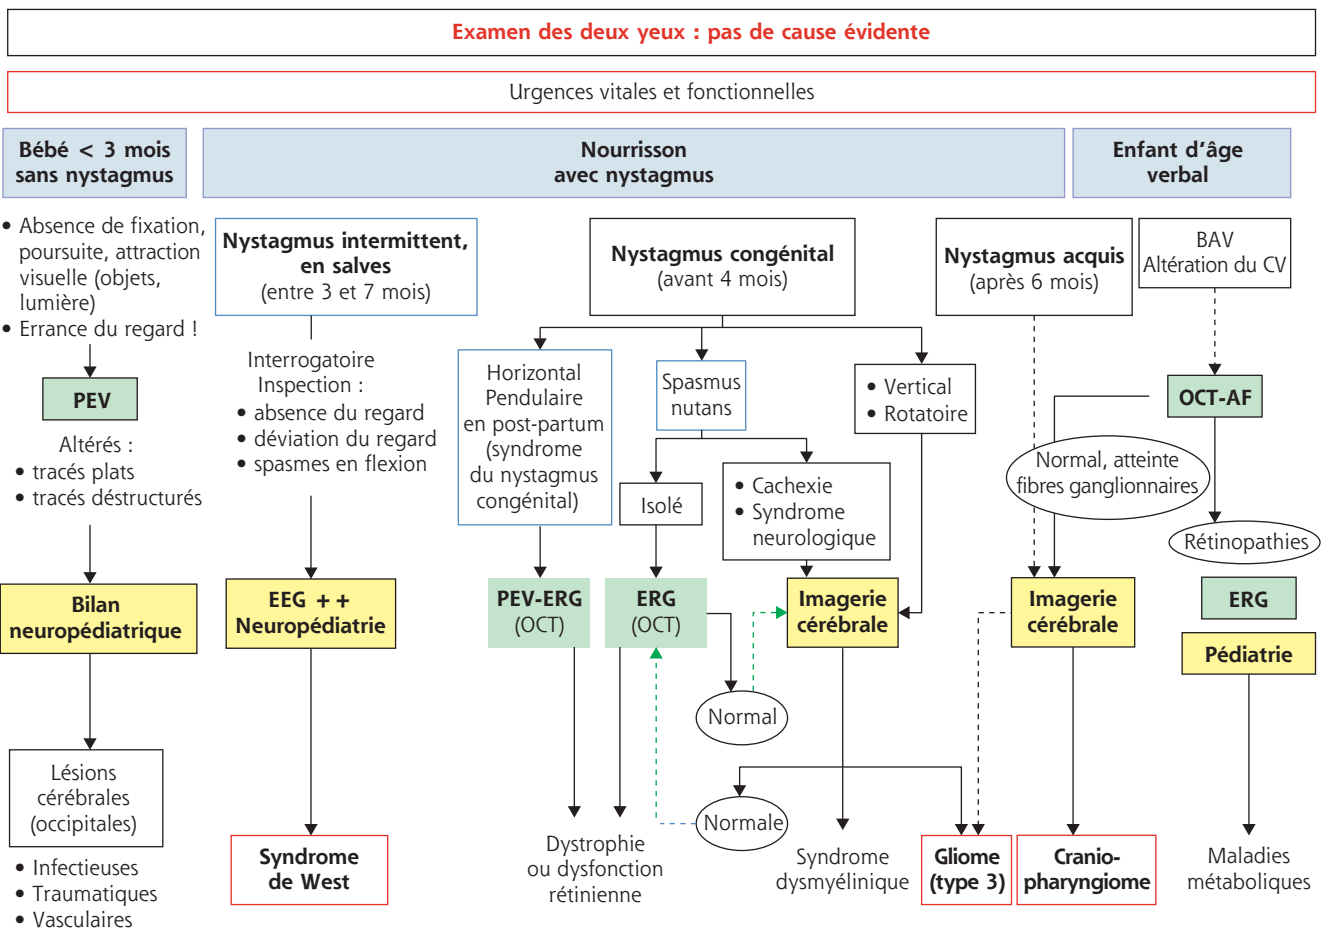 Examen des deux yeux : pas de cause évidente
Urgences vitales et fonctionnelles
Bébé < 3 mois
sans nystagmus
Nourrisson
avec nystagmus
Enfant d'âge
verbal
• Absence de fixation,
poursuite, attraction
visuelle (objets,
lumière)
• Errance du regard !
PEV
Altérés :
• tracés plats
• tracés déstructurés
Bilan
neuropédiatrique
Lésions
cérébrales
(occipitales)
• Infectieuses
• Traumatiques
• Vasculaires
Nystagmus intermittent,
en salves
(entre 3 et 7 mois)
Interrogatoire
Inspection :
• absence du regard
• déviation du regard
• spasmes en flexion
EEG ++
Neuropédiatrie
Syndrome
de West
Nystagmus congénital
(avant 4 mois)
Horizontal
Pendulaire
en post-partum
(syndrome
du nystagmus
congénital)
Spasmus
nutans
• Vertical
• Rotatoire
Isolé
• Cachexie
• Syndrome
neurologique
PEV-ERG
(OCT)
ERG
(OCT)
Imagerie
cérébrale
Normal
Normale
Dystrophie
ou dysfonction
rétinienne
Syndrome
dysmyélinique
Gliome
(type 3)
Nystagmus acquis
(après 6 mois)
BAV
Altération du CV
OCT-AF
Normal, atteinte
fibres ganglionnaires
Rétinopathies
Imagerie
cérébrale
ERG
Pédiatrie
Cranio-
pharyngiome
Maladies
métaboliques